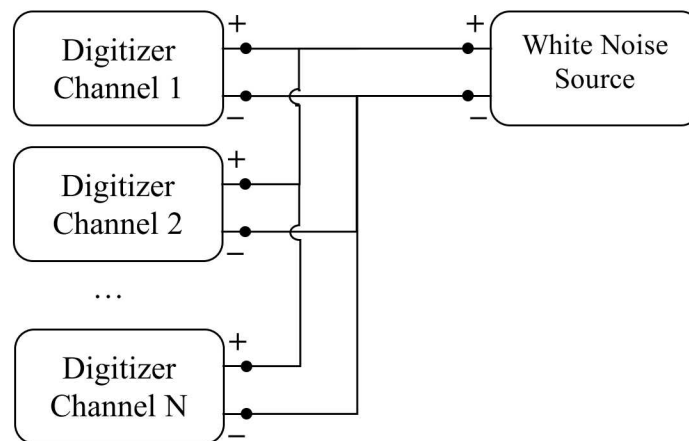 Digitizer
Channel 1
+
−
+
−
White Noise
Source
Digitizer
Channel 2
+
−
...
Digitizer
Channel N
+
−